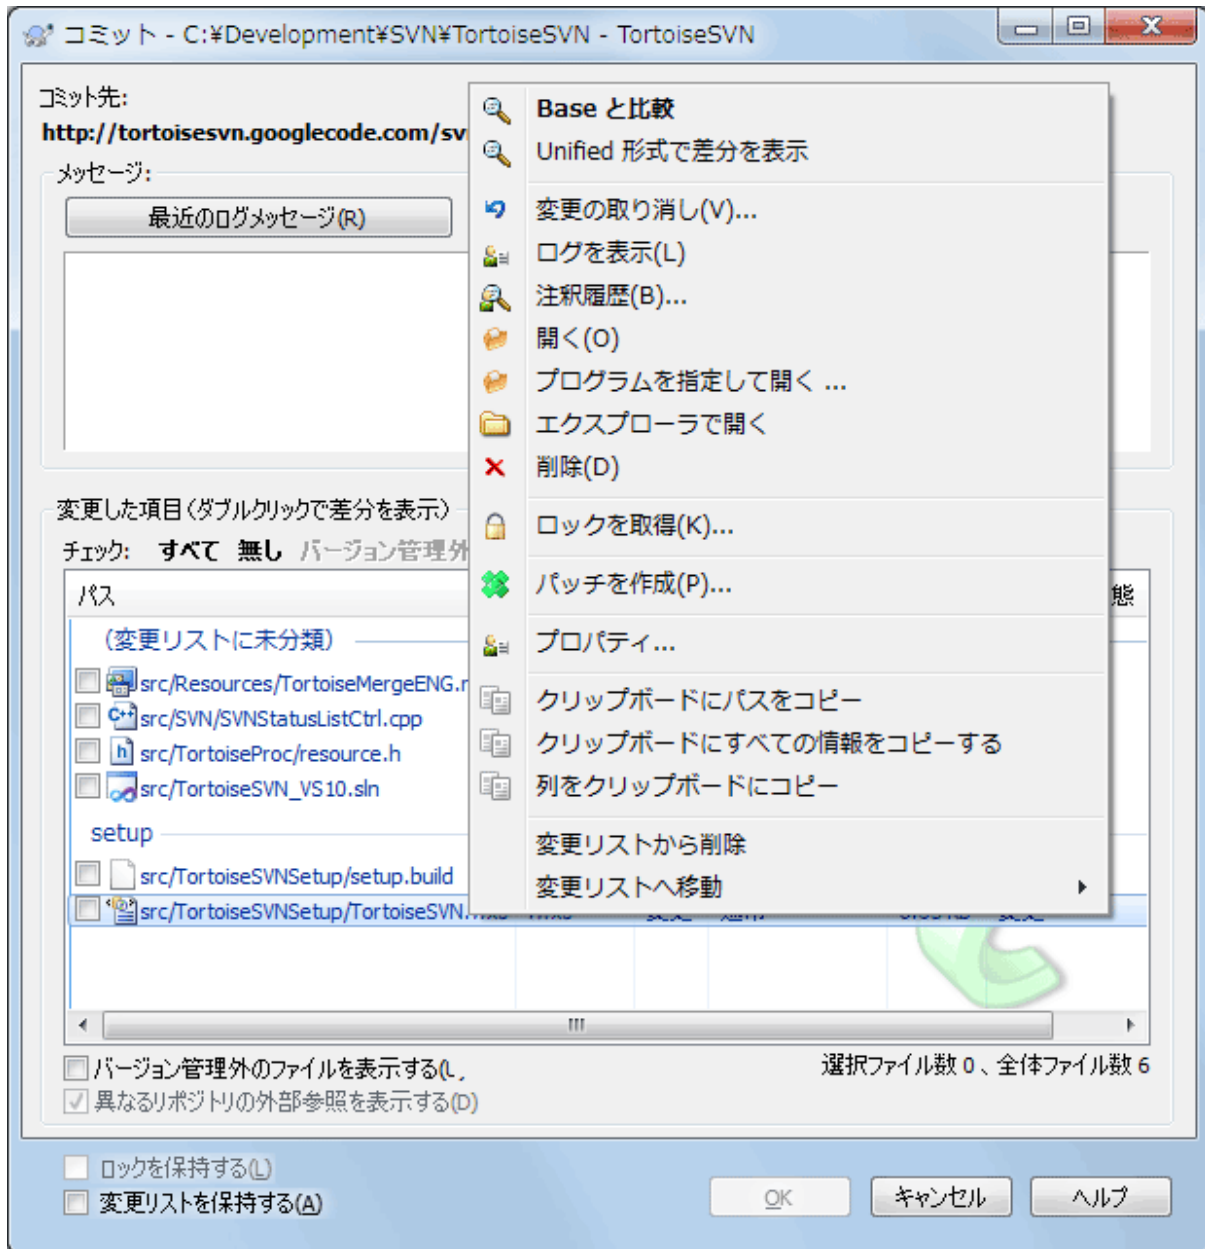 コミット - C:¥Development¥SVN¥TortoiseSVN - TortoiseSVN
コミット先:
http://tortoisesvn.googlecode.com/sv
メッセージ:
最近のログメッセージ(R)
Base と比較
Unified 形式で差分を表示
変更の取り消し(V)...
ログを表示(L)
注釈履歴(B)...
開く(O)
プログラムを指定して開く ...
エクスプローラで開く
削除(D)
ロックを取得(K)...
パッチを作成(P)...
プロパティ...
クリップボードにパスをコピー
クリップボードにすべての情報をコピーする
列をクリップボードにコピー
変更リストから削除
変更リストへ移動
変更した項目(ダブルクリックで差分を表示)
チェック: すべて 無し バージョン管理外
パス 態
(変更リストに未分類)
src/Resources/TortoiseMergeENG.r
src/SVN/SVNStatusListCtrl.cpp
src/TortoiseProc/resource.h
src/TortoiseSVN_VS10.sln
setup
src/TortoiseSVNSetup/setup.build
src/TortoiseSVNSetup/TortoiseSVN.
バージョン管理外のファイルを表示する(L
選択ファイル数 0、全体ファイル数 6
異なるリポジトリの外部参照を表示する(D)
ロックを保持する(L)
変更リストを保持する(A)
OK キャンセル ヘルプ